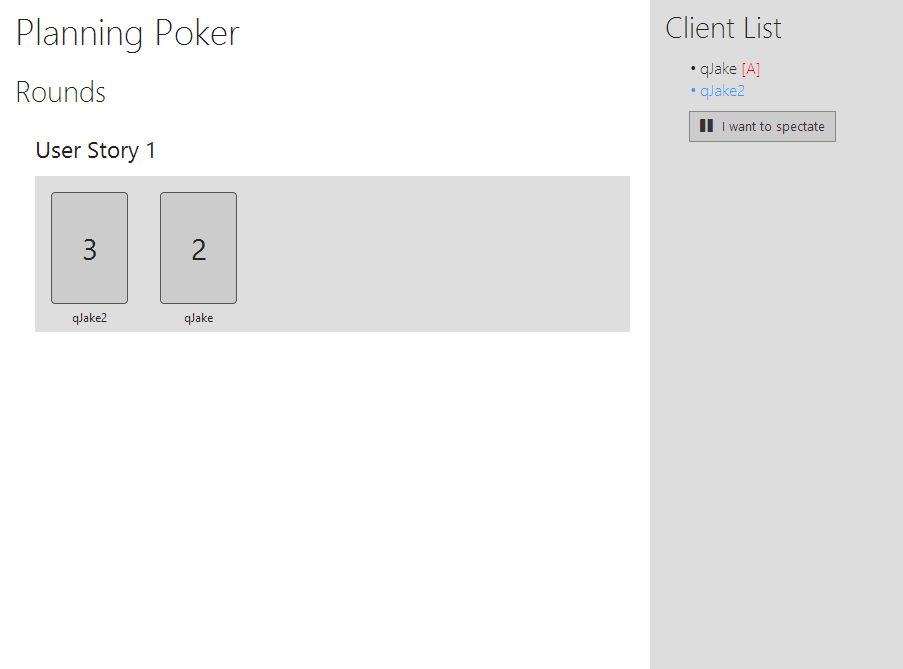 Planning Poker
Rounds
User Story 1
3 2
qJake2 qJake
Client List
• qJake [A]
• qJake2
I want to spectate